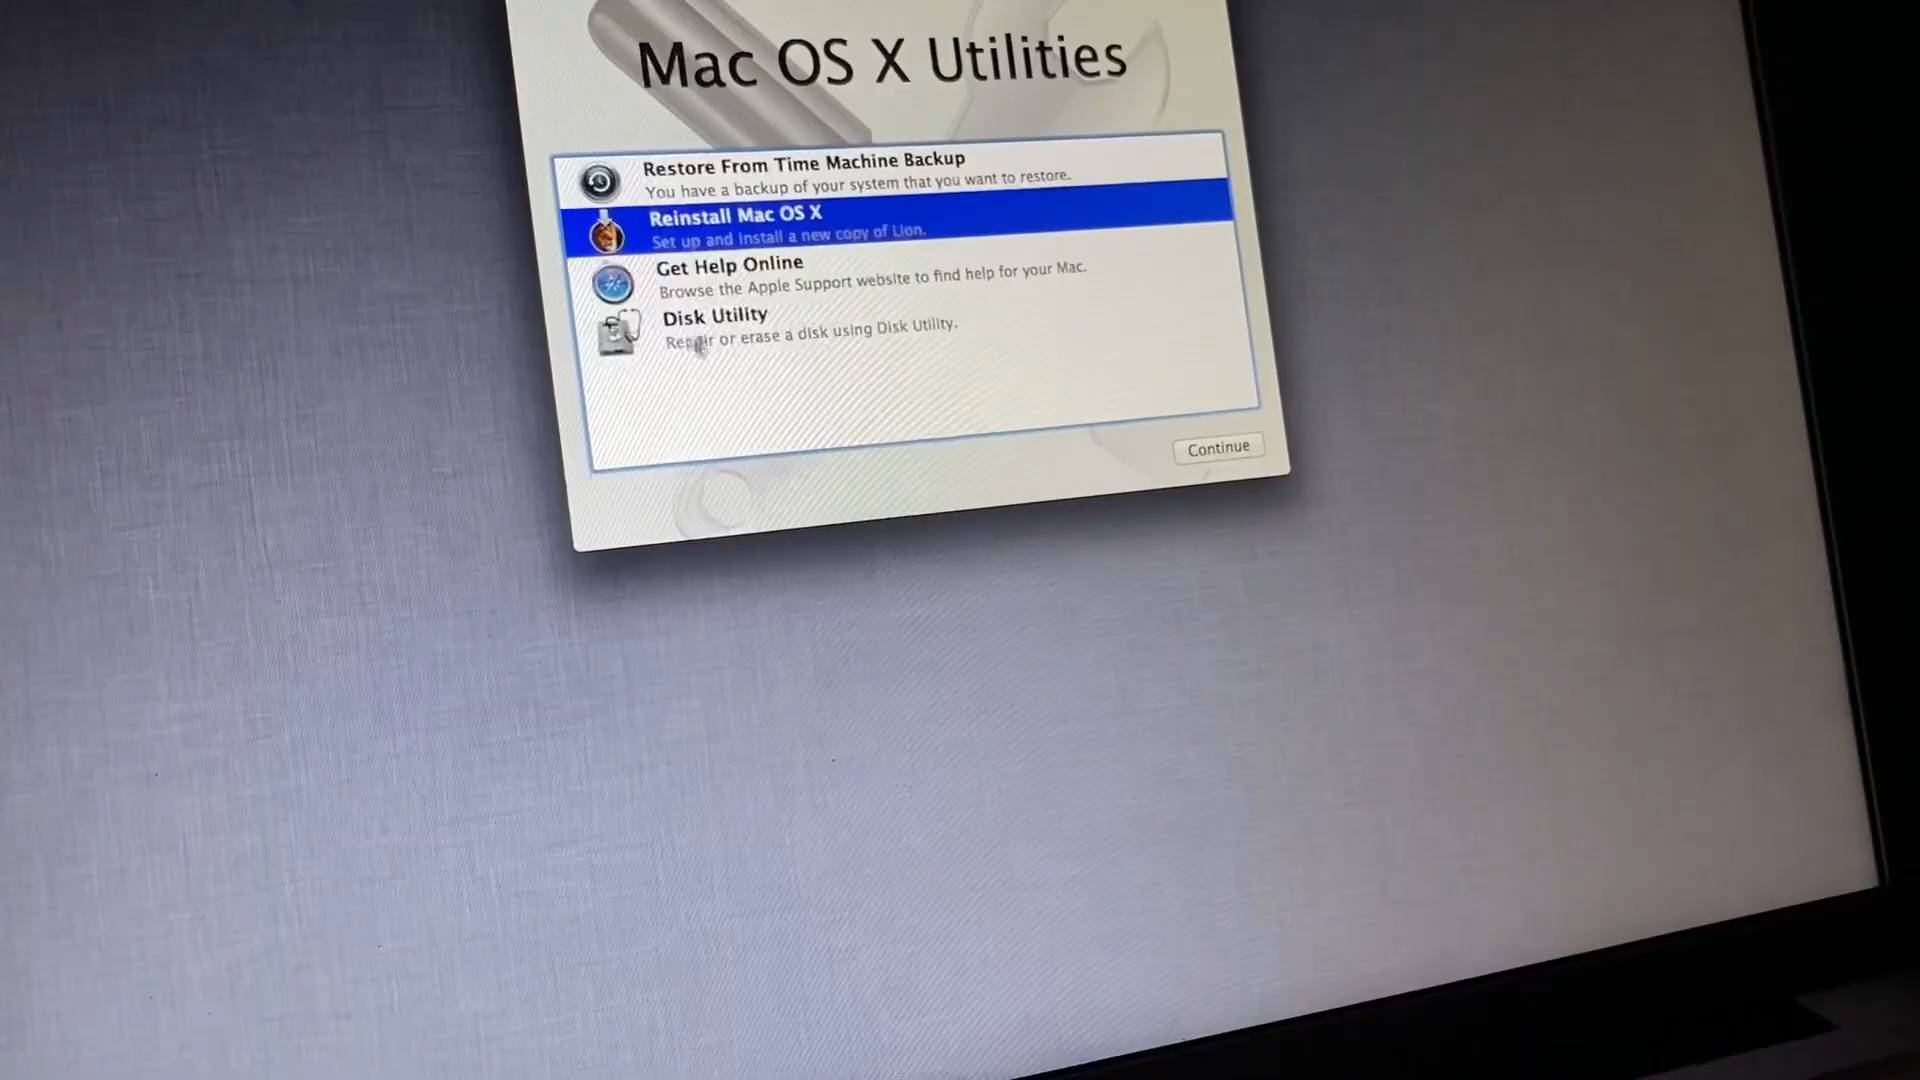 Mac OS X Utilities
Restore From Time Machine Backup
You have a backup of your system that you want to restore.
Reinstall Mac OS X
Set up and install a new copy of Lion.
Get Help Online
Browse the Apple Support website to find help for your Mac.
Disk Utility
Repair or erase a disk using Disk Utility.
Continue